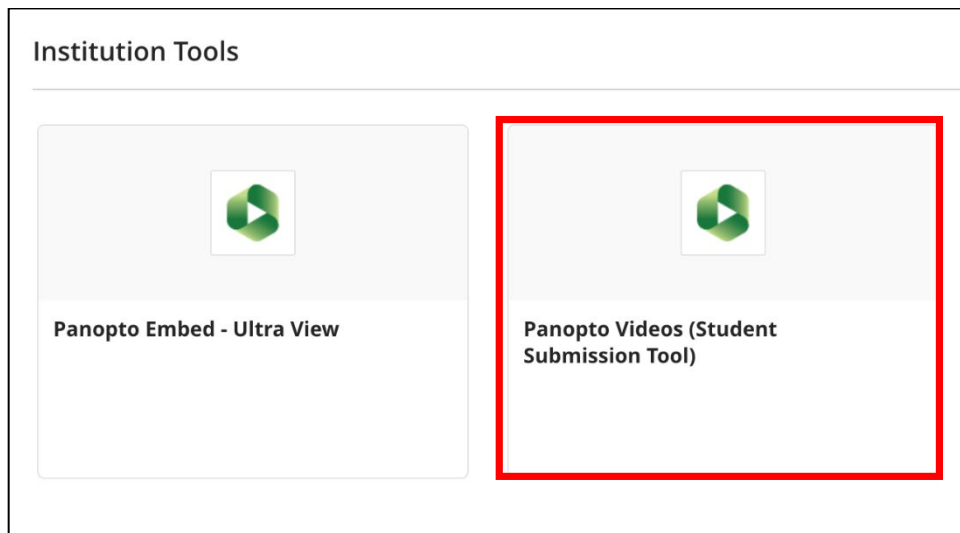 Institution Tools
Panopto Embed - Ultra View
Panopto Videos (Student
Submission Tool)